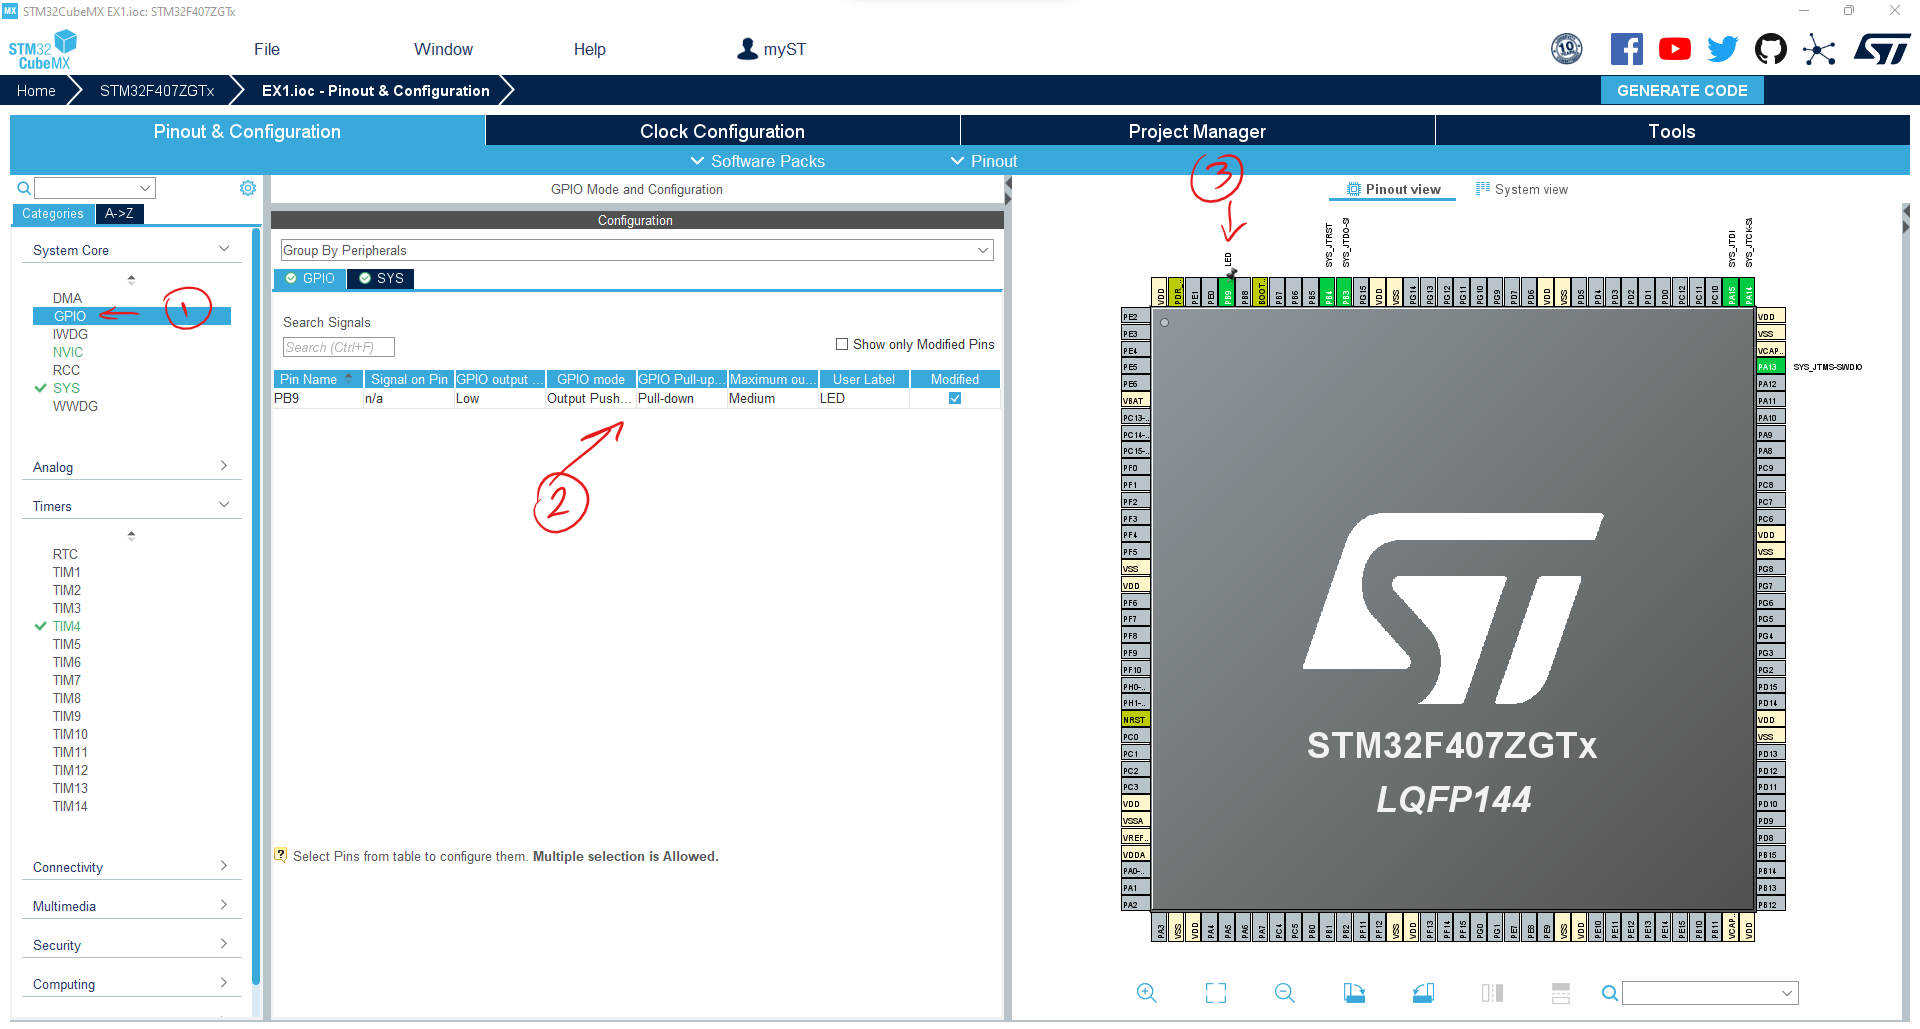 MX STM32CubeMX EX1.ioc: STM32F407ZGTx
STM32 CubeMX
File
Window
Help
myST
10
ST
Home
STM32F407ZGTx
EX1.ioc - Pinout & Configuration
GENERATE CODE
Pinout & Configuration
Clock Configuration
Project Manager
Tools
Software Packs
Pinout
Categories
A->Z
System Core
DMA
GPIO
1
IWDG
NVIC
RCC
SYS
WWDG
Analog
Timers
RTC
TIM1
TIM2
TIM3
TIM4
TIM5
TIM6
TIM7
TIM8
TIM9
TIM10
TIM11
TIM12
TIM13
TIM14
Connectivity
Multimedia
Security
Computing
GPIO Mode and Configuration
Configuration
Group By Peripherals
GPIO
SYS
Search Signals
Search (Ctrl+F)
Show only Modified Pins
Pin Name Signal on Pin GPIO output ... GPIO mode GPIO Pull-up... Maximum ou... User Label Modified
PB9 n/a Low Output Push... Pull-down Medium LED
2
Select Pins from table to configure them. Multiple selection is Allowed.
3
Pinout view
System view
LED
SYS_JTRST
SYS_JTDO-S
SYS_JTDI
SYS_JTCK-S
VDD
PDR_..
PE1
PE0
PB9
PB8
BOOT..
PB7
PB6
PB5
PB4
PB3
PG15
VDD
VSS
PG14
PG13
PG12
PG11
PG10
PG9
PD7
PD6
VDD
VSS
PD5
PD4
PD3
PD2
PD1
PD0
PC12
PC11
PC10
PA15
PA14
PE2
PE3
PE4
PE5
PE6
VBAT
PC13-..
PC14-..
PC15-..
PF0
PF1
PF2
PF3
PF4
PF5
VSS
VDD
PF6
PF7
PF8
PF9
PF10
PH0-..
PH1-..
NRST
PC0
PC1
PC2
PC3
VDD
VSSA
VREF..
VDDA
PA0-..
PA1
PA2
ST
STM32F407ZGTx
LQFP144
VDD
VSS
VCAP..
PA13 SYS_JTMS-SWDIO
PA12
PA11
PA10
PA9
PA8
PC9
PC8
PC7
PC6
VDD
VSS
PG8
PG7
PG6
PG5
PG4
PG3
PG2
PD15
PD14
VDD
VSS
PD13
PD12
PD11
PD10
PD9
PD8
PB15
PB14
PB13
PB12
PA3
VSS
VDD
PA4
PA5
PA6
PA7
PC4
PC5
PB0
PB1
PB2
PF11
PF12
VSS
VDD
PF13
PF14
PF15
PG0
PG1
PE7
PE8
PE9
VSS
VDD
PE10
PE11
PE12
PE13
PE14
PE15
PB10
PB11
VCAP..
VDD